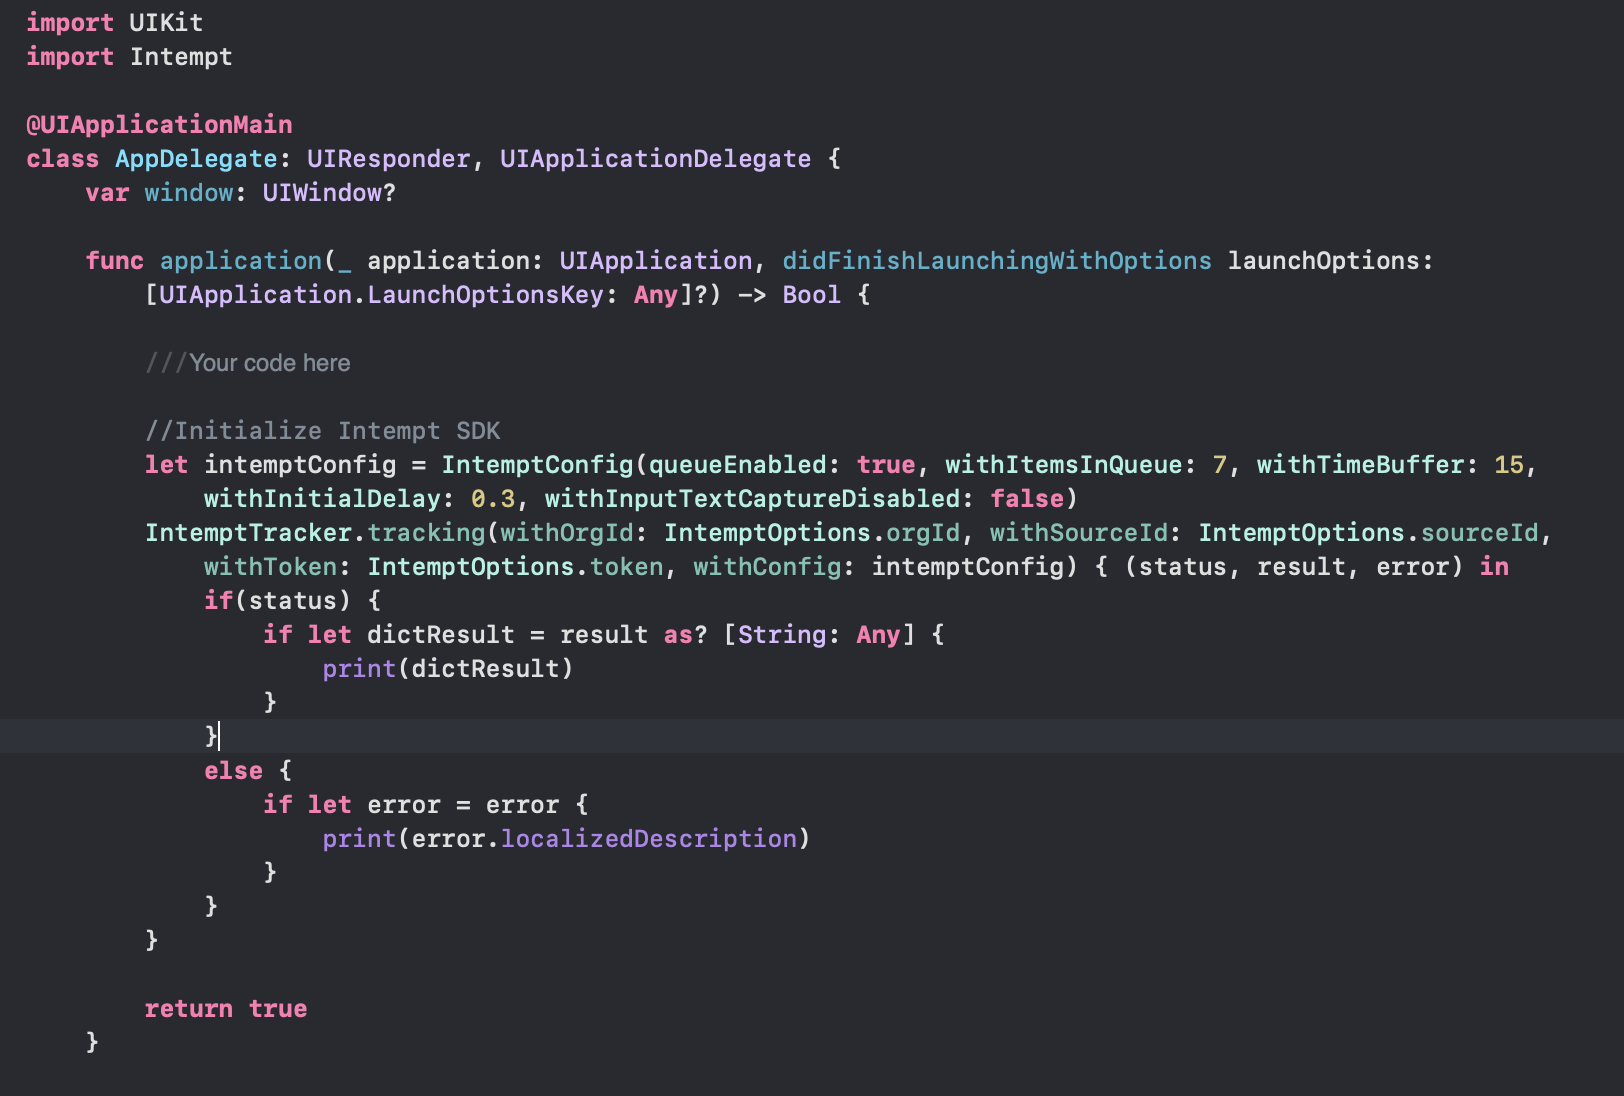 import UIKit
import Intempt
@UIApplicationMain
class AppDelegate: UIResponder, UIApplicationDelegate {
    var window: UIWindow?
    func application(_ application: UIApplication, didFinishLaunchingWithOptions launchOptions:
        [UIApplication.LaunchOptionsKey: Any]?) -> Bool {
        ///Your code here
        //Initialize Intempt SDK
        let intemptConfig = IntemptConfig(queueEnabled: true, withItemsInQueue: 7, withTimeBuffer: 15,
            withInitialDelay: 0.3, withInputTextCaptureDisabled: false)
        IntemptTracker.tracking(withOrgId: IntemptOptions.orgId, withSourceId: IntemptOptions.sourceId,
            withToken: IntemptOptions.token, withConfig: intemptConfig) { (status, result, error) in
            if(status) {
                if let dictResult = result as? [String: Any] {
                    print(dictResult)
                }
            }
            else {
                if let error = error {
                    print(error.localizedDescription)
                }
            }
        }
        return true
    }